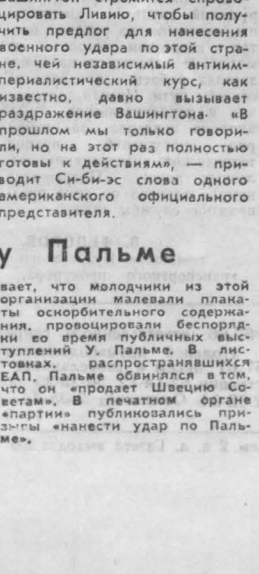 Вашингтон стремится спрово-
цировать Ливию, чтобы полу-
чить предлог для нанесения
военного удара по этой стра-
не, чей независимый антиим-
периалистический курс, как
известно, давно вызывает
раздражение Вашингтона. «В
прошлом мы только говори-
ли, но на этот раз полностью
готовы к действиям», — при-
водит Си-би-эс слова одного
американского официального
представителя.
у Пальме
вает, что молодчики из этой
организации малевали плака-
ты оскорбительного содержа-
ния, провоцировали беспоряд-
ки во время публичных выс-
туплений У. Пальме. В лис-
товках, распространявшихся
ЕАП, Пальме обвинялся в том,
что он «продает Швецию Со-
ветам». В печатном органе
«партии» публиковались при-
зывы «нанести удар по Паль-
ме».